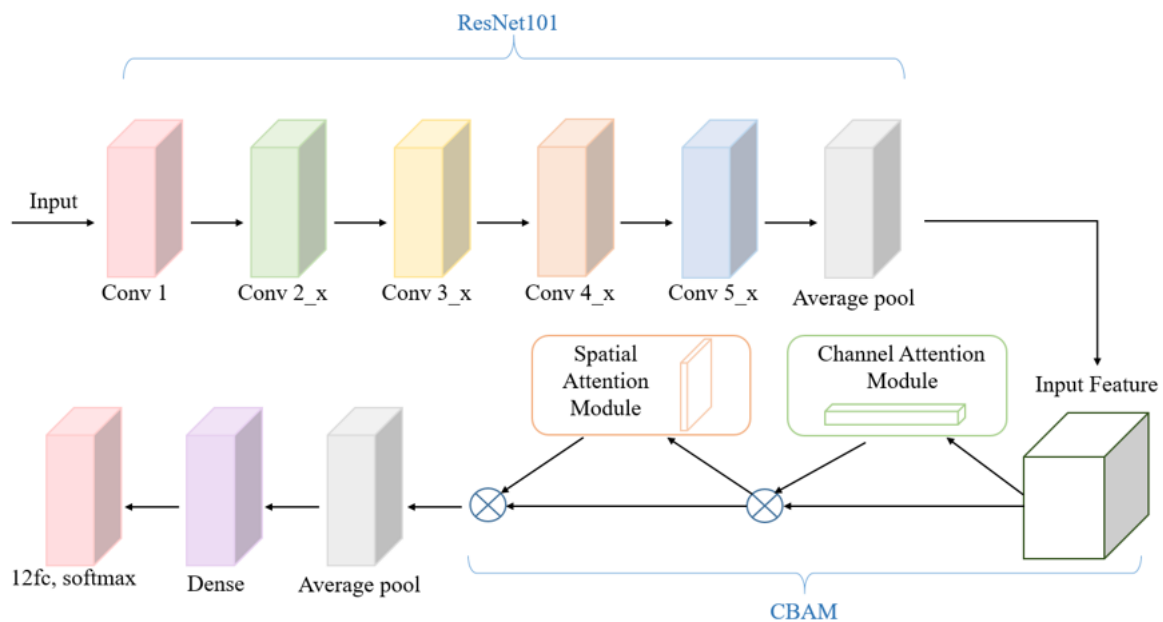 ResNet101
Input
Conv 1
Conv 2_x
Conv 3_x
Conv 4_x
Conv 5_x
Average pool
Spatial
Attention
Module
Channel Attention
Module
Input Feature
12fc, softmax
Dense
Average pool
CBAM